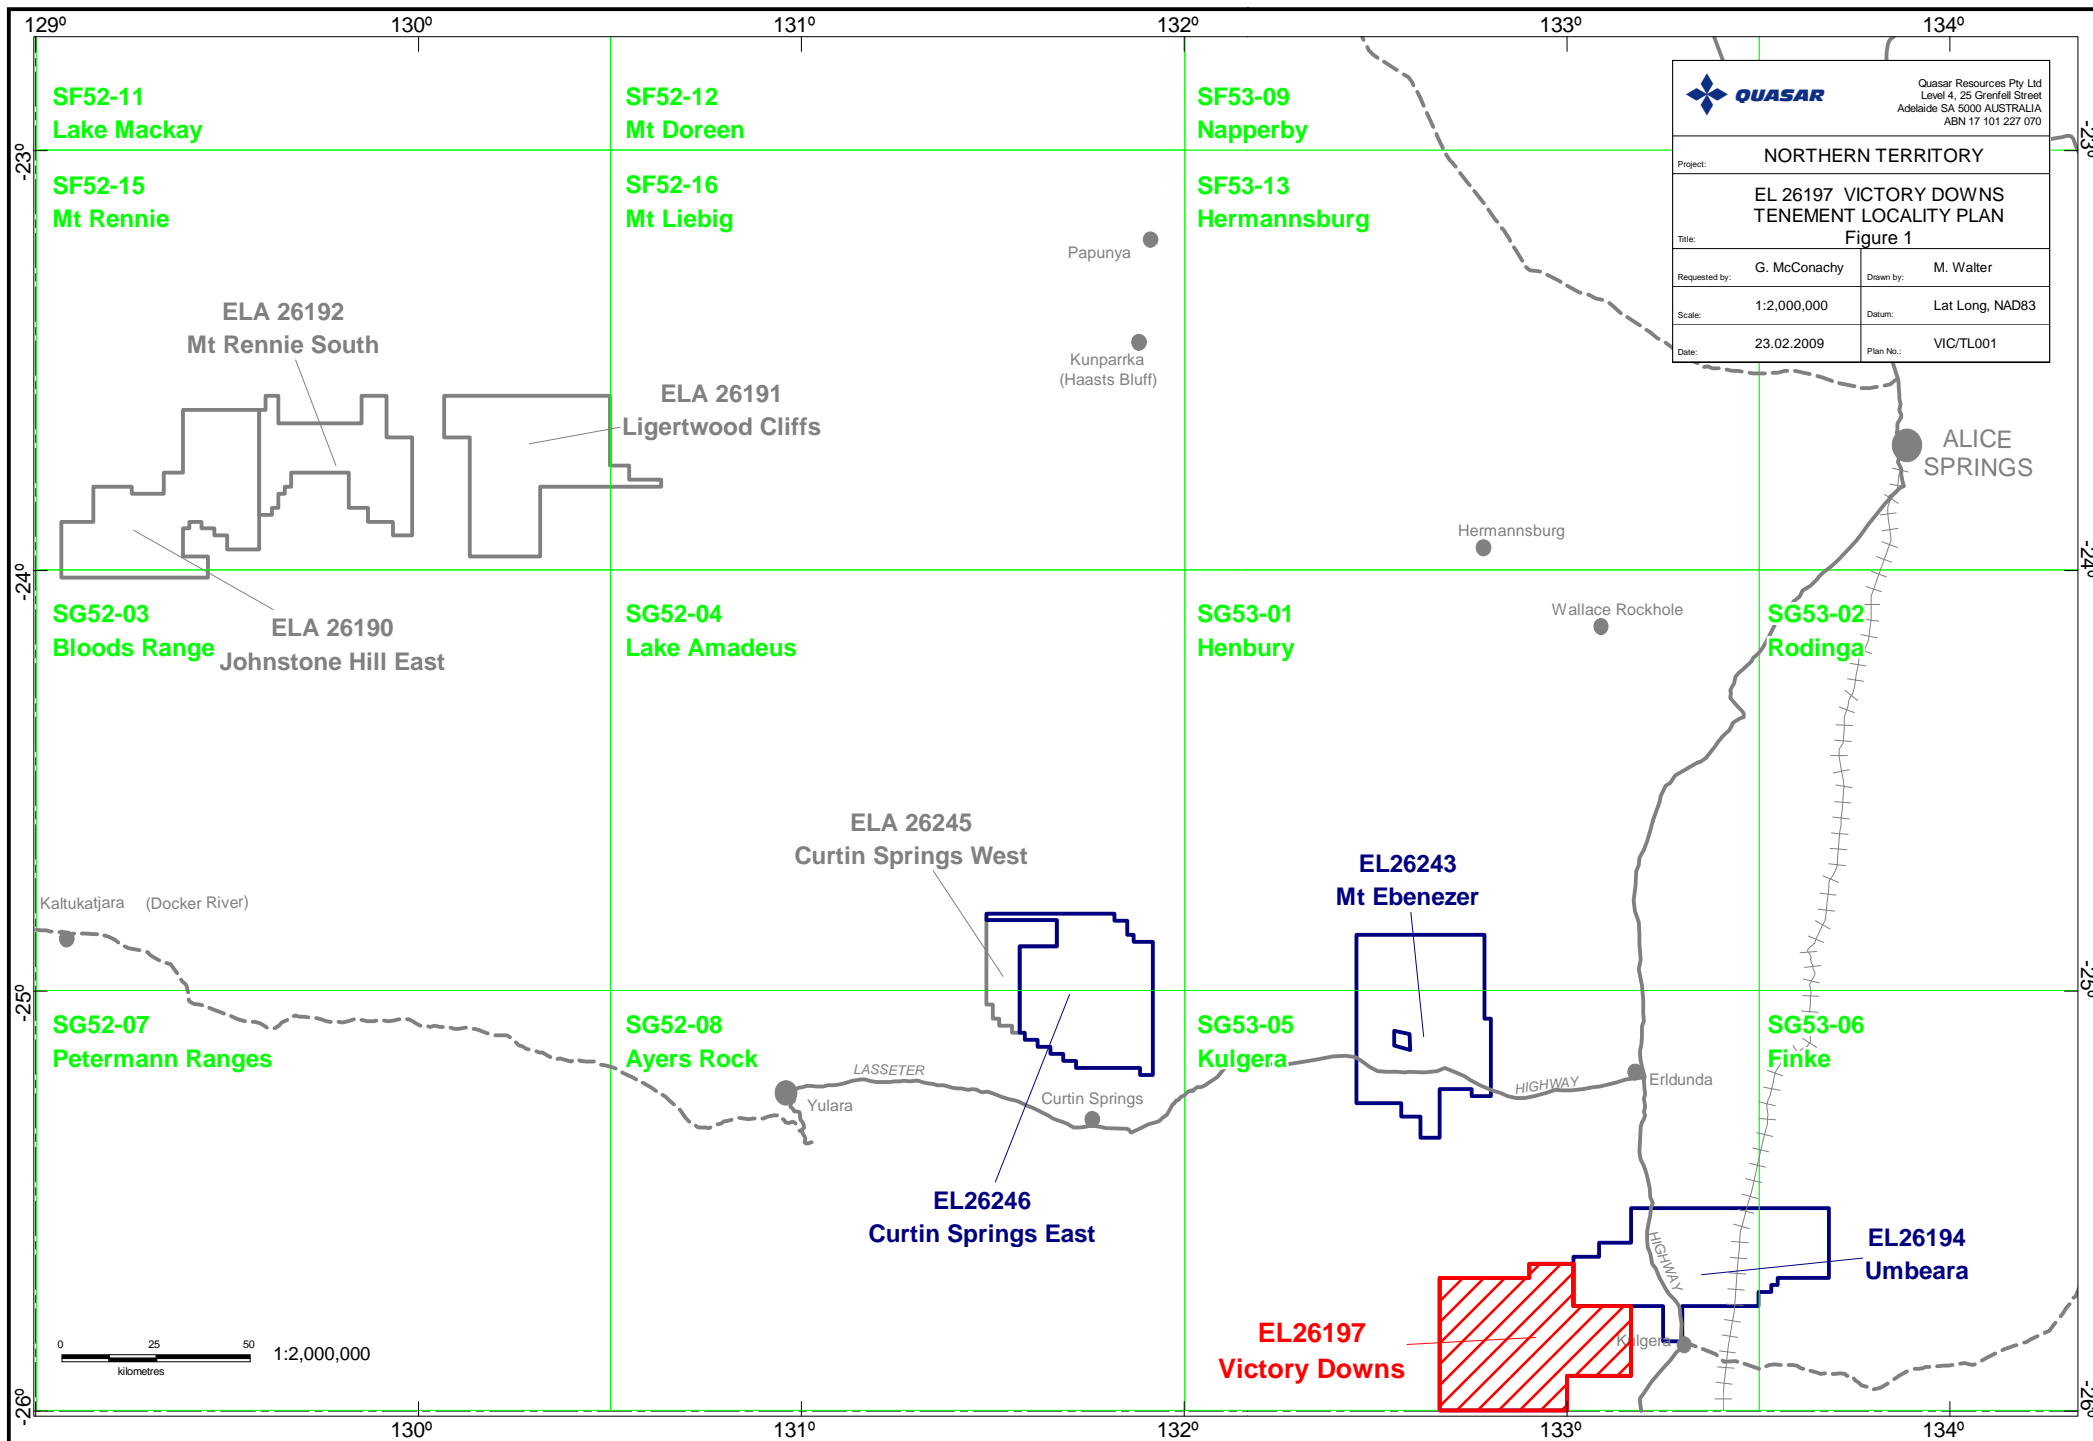 129º 130º 131º 132º 133º 134º
SF52-11
Lake Mackay
SF52-12
Mt Doreen
SF53-09
Napperby
QUASAR
Quasar Resources Pty Ltd
Level 4, 25 Grenfell Street
Adelaide SA 5000 AUSTRALIA
ABN 17 101 227 070
Project: NORTHERN TERRITORY
EL 26197 VICTORY DOWNS
TENEMENT LOCALITY PLAN
Title: Figure 1
Requested by: G. McConachy Drawn by: M. Walter
Scale: 1:2,000,000 Datum: Lat Long, NAD83
Date: 23.02.2009 Plan No.: VIC/TL001
-23º -23º
SF52-15
Mt Rennie
SF52-16
Mt Liebig
SF53-13
Hermannsburg
Papunya
ELA 26192
Mt Rennie South
Kunparrka
(Haasts Bluff)
ELA 26191
Ligertwood Cliffs
ALICE
SPRINGS
Hermannsburg
-24º -24º
SG52-03
Bloods Range
ELA 26190
Johnstone Hill East
SG52-04
Lake Amadeus
SG53-01
Henbury
Wallace Rockhole
SG53-02
Rodinga
ELA 26245
Curtin Springs West
EL26243
Mt Ebenezer
Kaltukatjara (Docker River)
-25º -25º
SG52-07
Petermann Ranges
SG52-08
Ayers Rock
SG53-05
Kulgera
SG53-06
Finke
LASSETER
HIGHWAY
Erldunda
Yulara
Curtin Springs
EL26246
Curtin Springs East
HIGHWAY
EL26194
Umbeara
EL26197
Victory Downs
Kulgera
0 25 50
kilometres
1:2,000,000
-26º -26º
130º 131º 132º 133º 134º